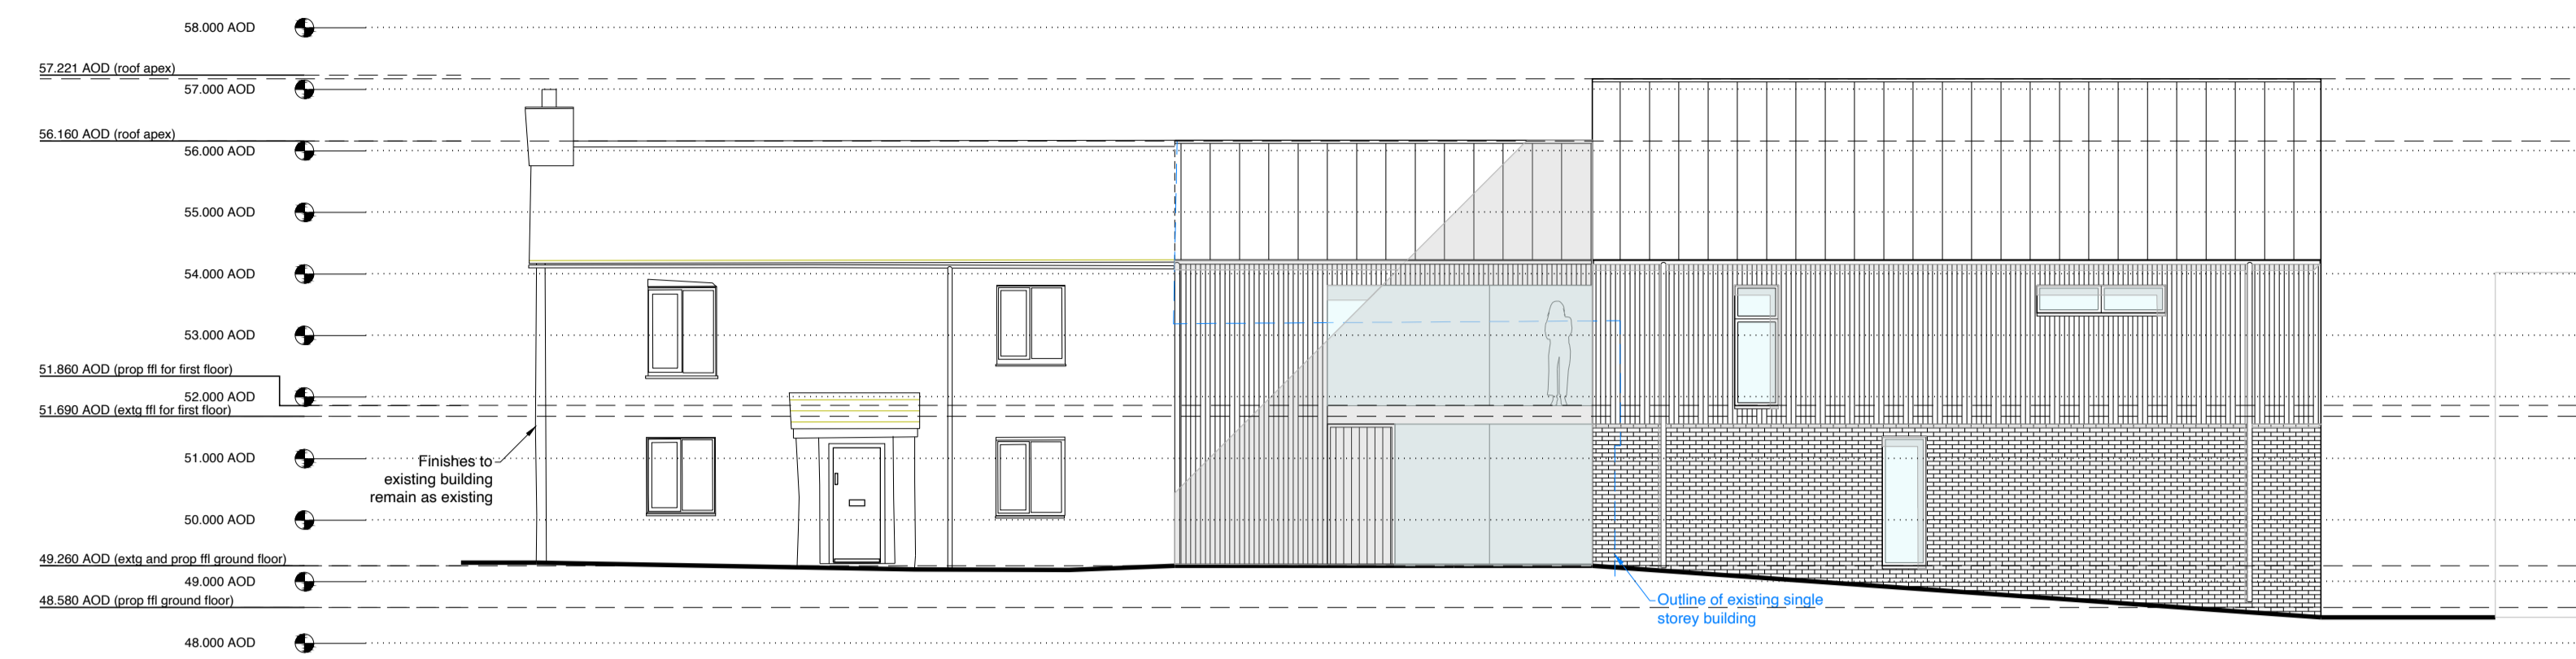 58.000 AOD
57.221 AOD (roof apex)
57.000 AOD
56.160 AOD (roof apex)
56.000 AOD
55.000 AOD
54.000 AOD
53.000 AOD
51.860 AOD (prop ffl for first floor)
52.000 AOD
51.690 AOD (extg ffl for first floor)
51.000 AOD
Finishes to
existing building
remain as existing
50.000 AOD
49.260 AOD (extg and prop ffl ground floor)
49.000 AOD
48.580 AOD (prop ffl ground floor)
Outline of existing single
storey building
48.000 AOD